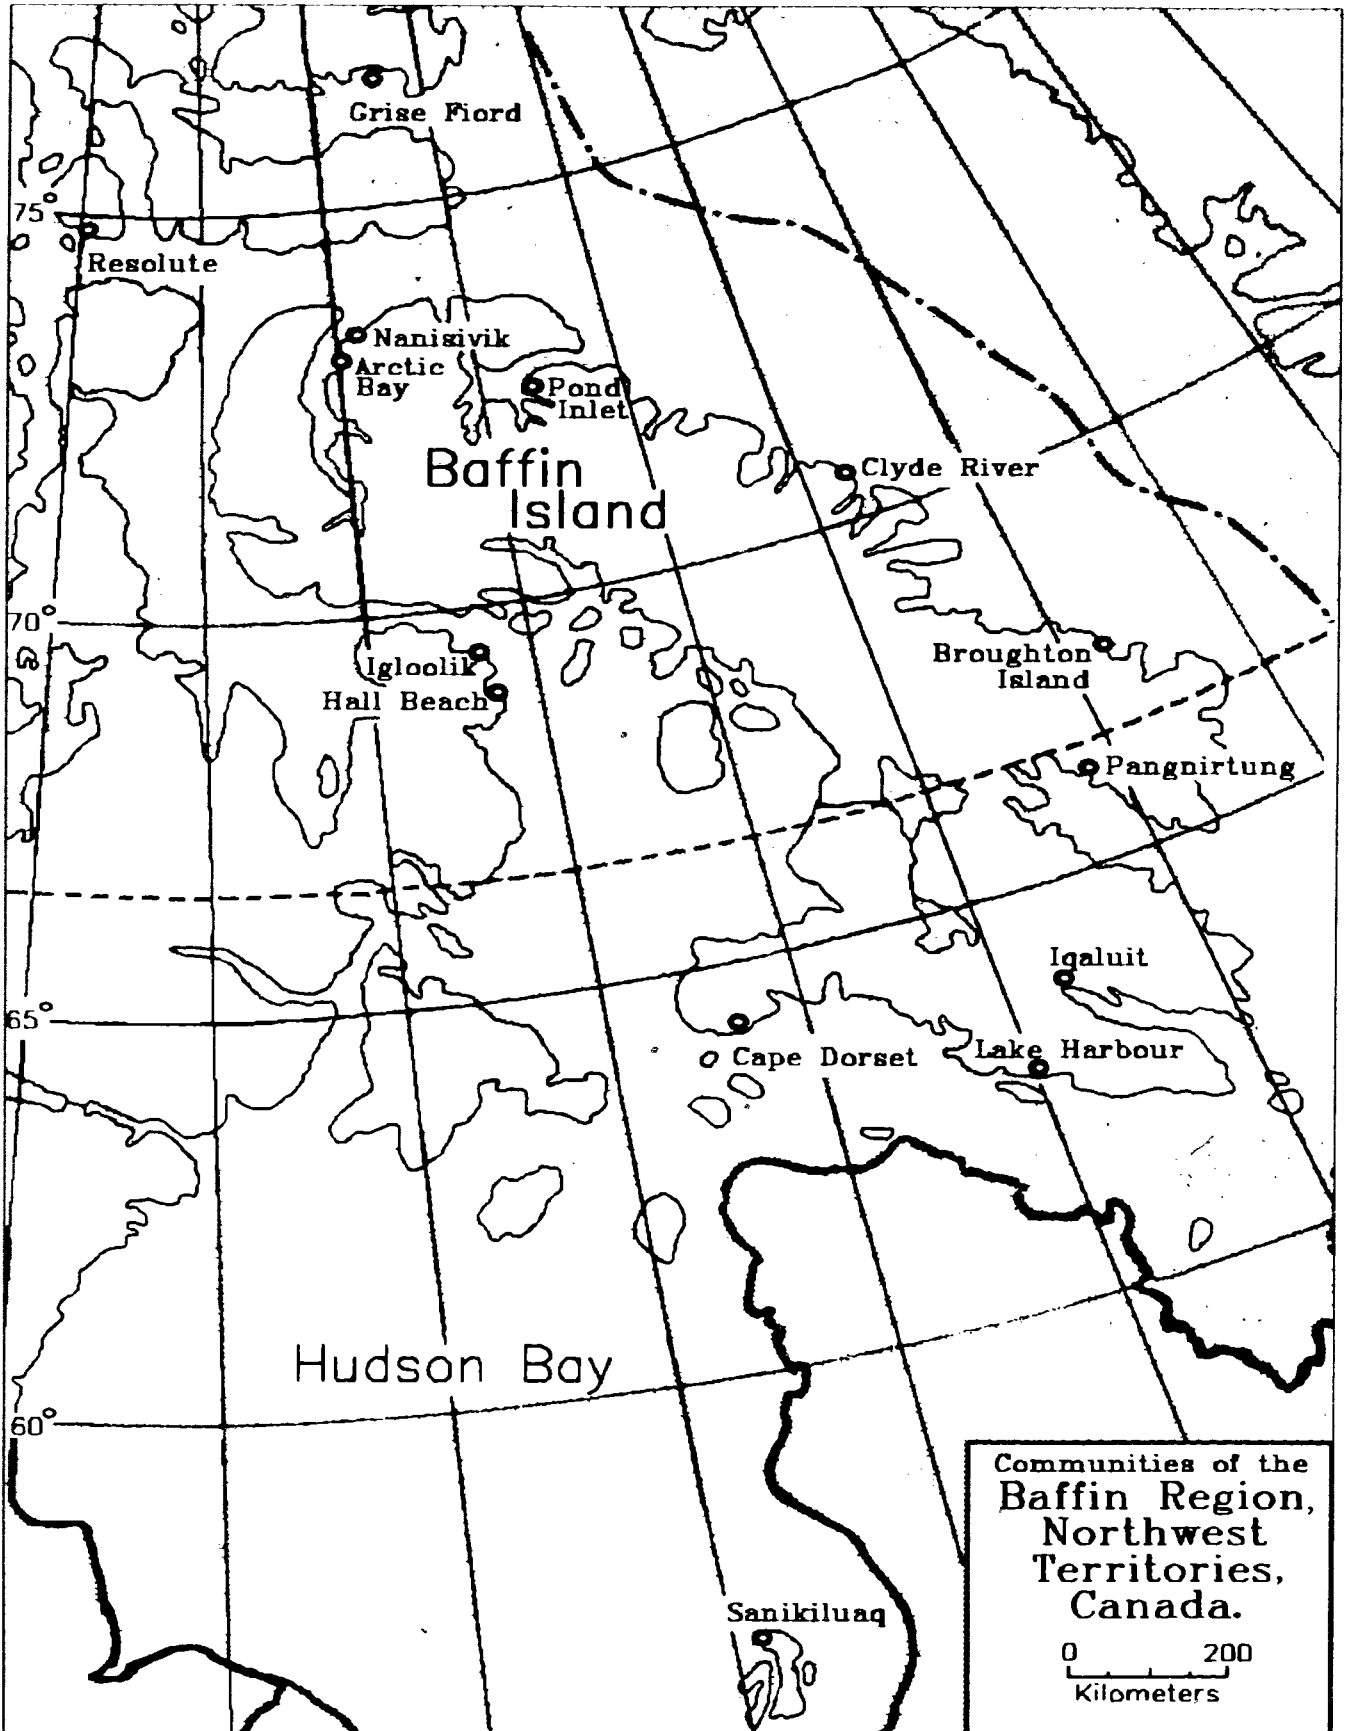 Grise Fiord
75°
Resolute
Nanisivik
Arctic
Bay
Pond
Inlet
Baffin
Island
Clyde River
70°
Igloolik
Hall Beach
Broughton
Island
Pangnirtung
Iqaluit
65°
Cape Dorset
Lake Harbour
Hudson Bay
60°
Sanikiluaq
Communities of the
Baffin Region,
Northwest
Territories,
Canada.
0 200
Kilometers